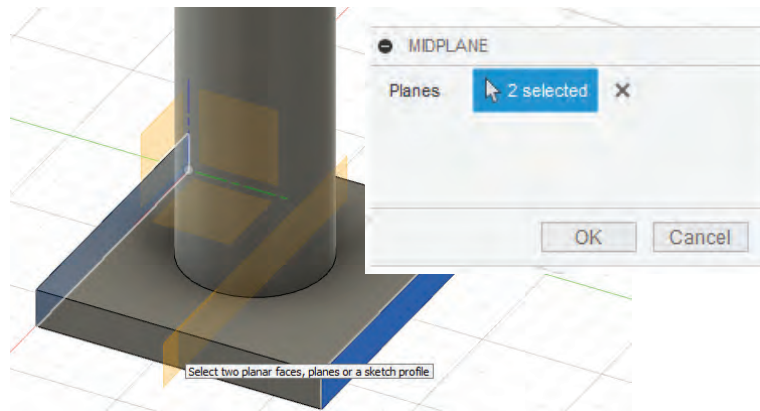 MIDPLANE
Planes 2 selected
OK Cancel
Select two planar faces, planes or a sketch profile